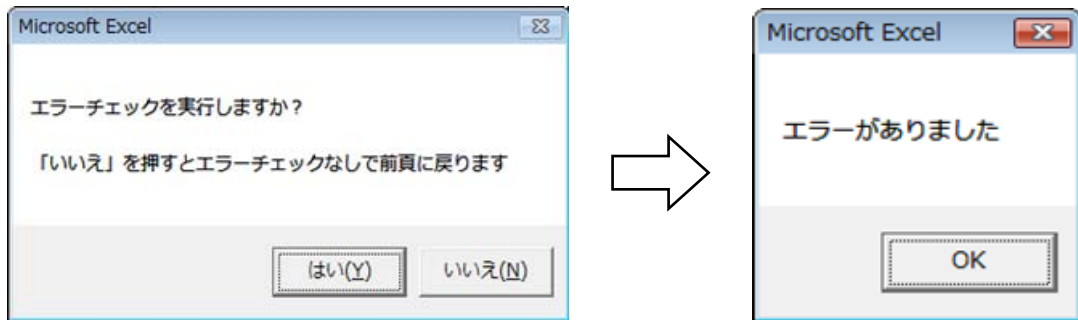 Microsoft Excel
エラーチェックを実行しますか？
「いいえ」を押すとエラーチェックなしで前頁に戻ります
はい(Y)
いいえ(N)
Microsoft Excel
エラーがありました
OK